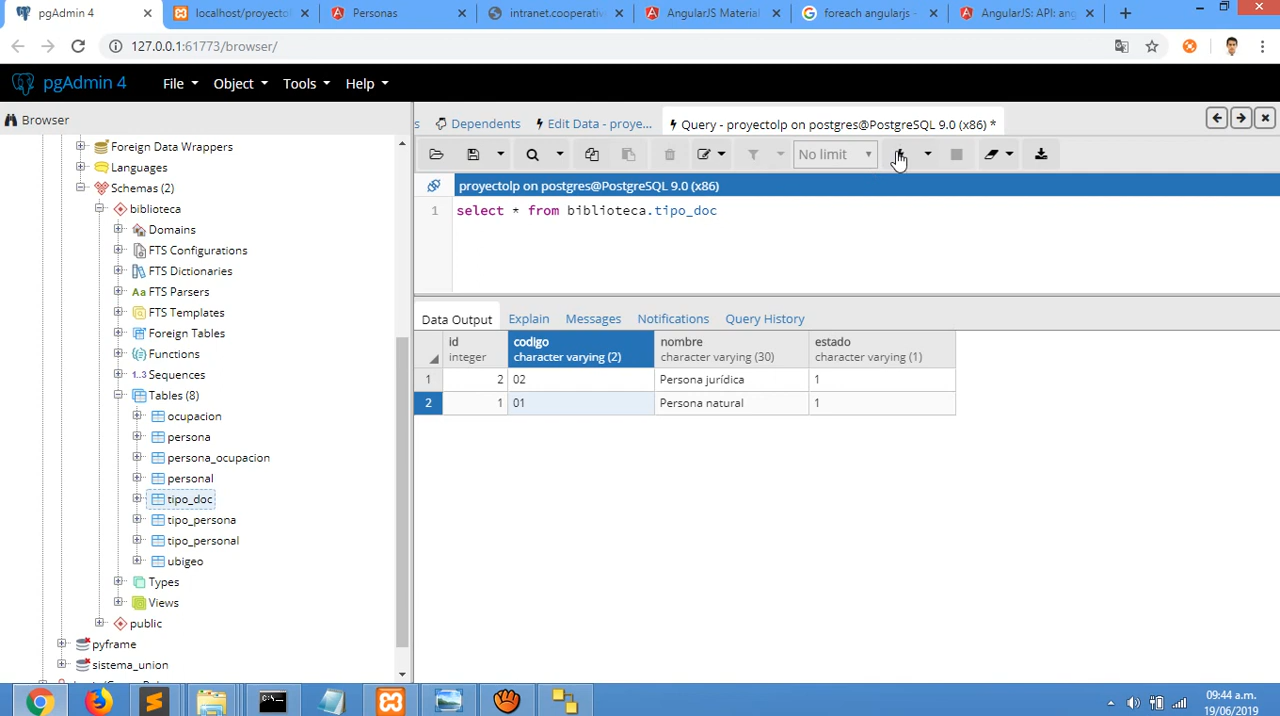 pgAdmin 4
localhost/proyecto
Personas
intranet.cooperativ
AngularJS Material
foreach angularjs -
AngularJS: API: ang
127.0.0.1:61773/browser/
pgAdmin 4
File
Object
Tools
Help
Browser
s
Dependents
Edit Data - proye...
Query - proyectolp on postgres@PostgreSQL 9.0 (x86) *
No limit
proyectolp on postgres@PostgreSQL 9.0 (x86)
1 select * from biblioteca.tipo_doc
Foreign Data Wrappers
Languages
Schemas (2)
biblioteca
Domains
FTS Configurations
FTS Dictionaries
Aa FTS Parsers
FTS Templates
Foreign Tables
Functions
1..3 Sequences
Tables (8)
ocupacion
persona
persona_ocupacion
personal
tipo_doc
tipo_persona
tipo_personal
ubigeo
Types
Views
public
pyframe
sistema_union
Data Output
Explain
Messages
Notifications
Query History
id codigo nombre estado
integer character varying (2) character varying (30) character varying (1)
1 2 02 Persona jurídica 1
2 1 01 Persona natural 1
09:44 a.m.
19/06/2019